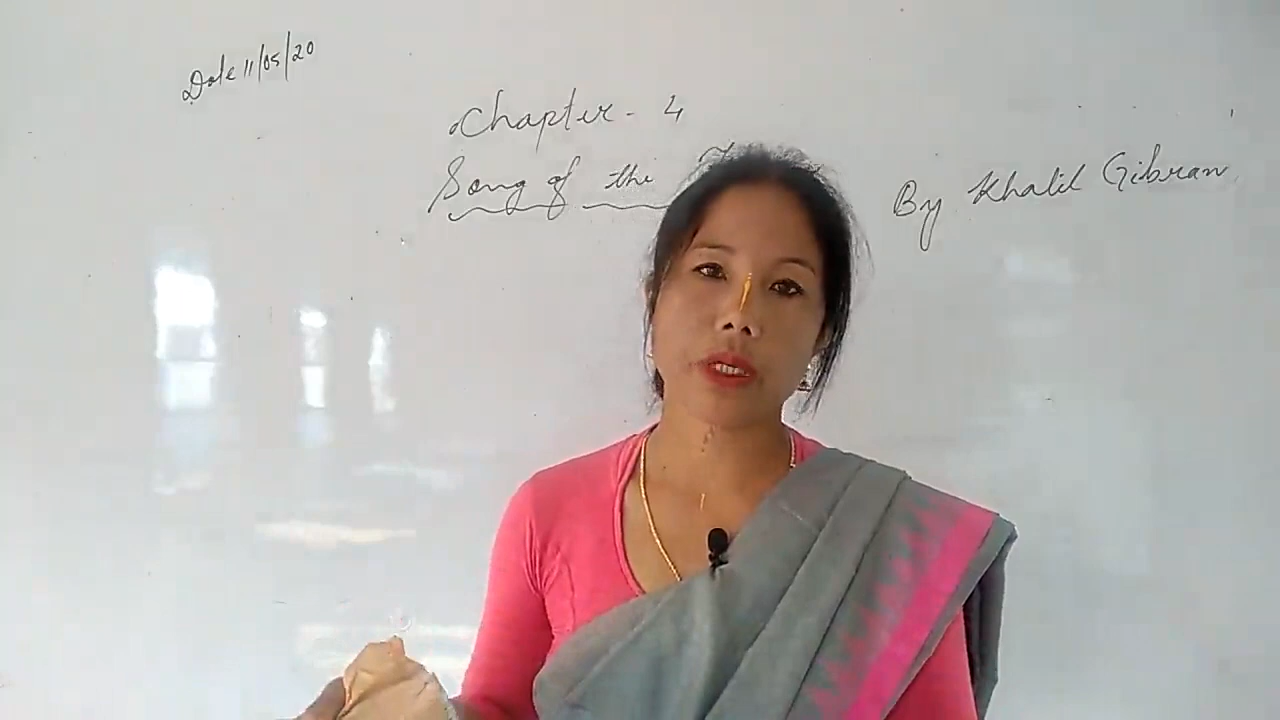 Date 11/05/20
Chapter - 4
Song of the
By Khalil Gibran